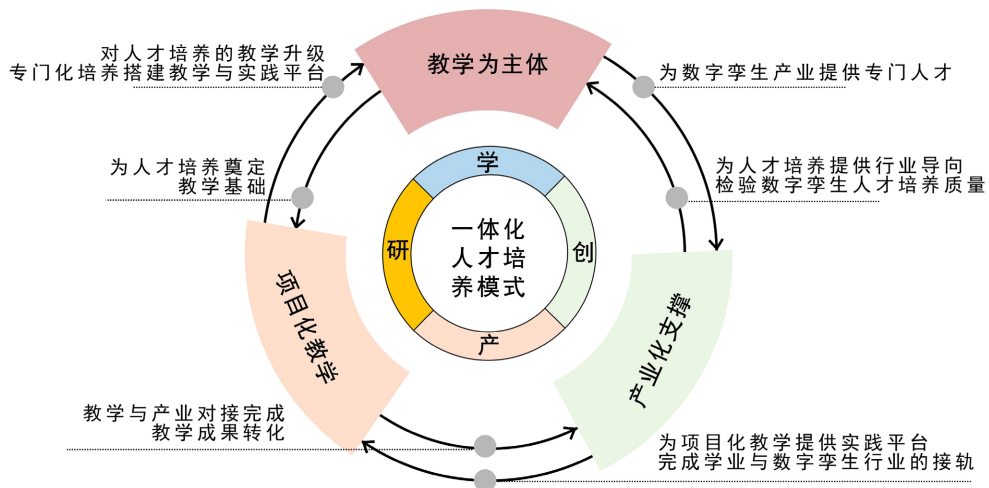 教学为主体
对人才培养的教学升级
专门化培养搭建教学与实践平台
为数字孪生产业提供专门人才
为人才培养奠定
教学基础
为人才培养提供行业导向
检验数字孪生人才培养质量
学
研
创
产
一体化
人才培
养模式
项目化教学
产业化支撑
教学与产业对接完成
教学成果转化
为项目化教学提供实践平台
完成学业与数字孪生行业的接轨